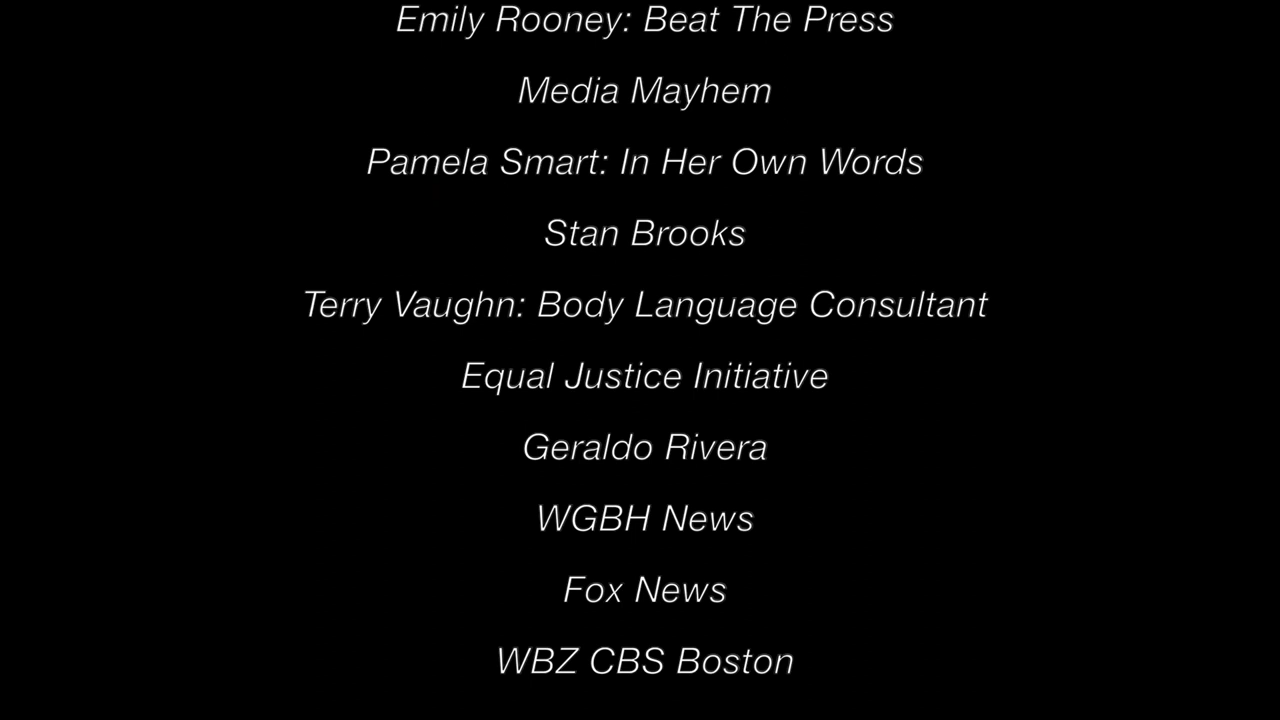 Emily Rooney: Beat The Press
Media Mayhem
Pamela Smart: In Her Own Words
Stan Brooks
Terry Vaughn: Body Language Consultant
Equal Justice Initiative
Geraldo Rivera
WGBH News
Fox News
WBZ CBS Boston